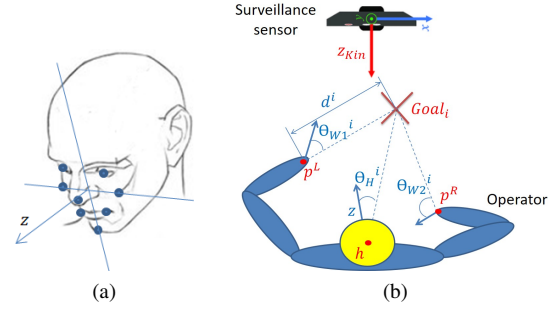 Surveillance
sensor
y
x
z_Kin
d^i
Goal_i
Θ_W1^i
p^L
Θ_H^i
Θ_W2^i
p^R
Operator
z
h
z
(a)
(b)